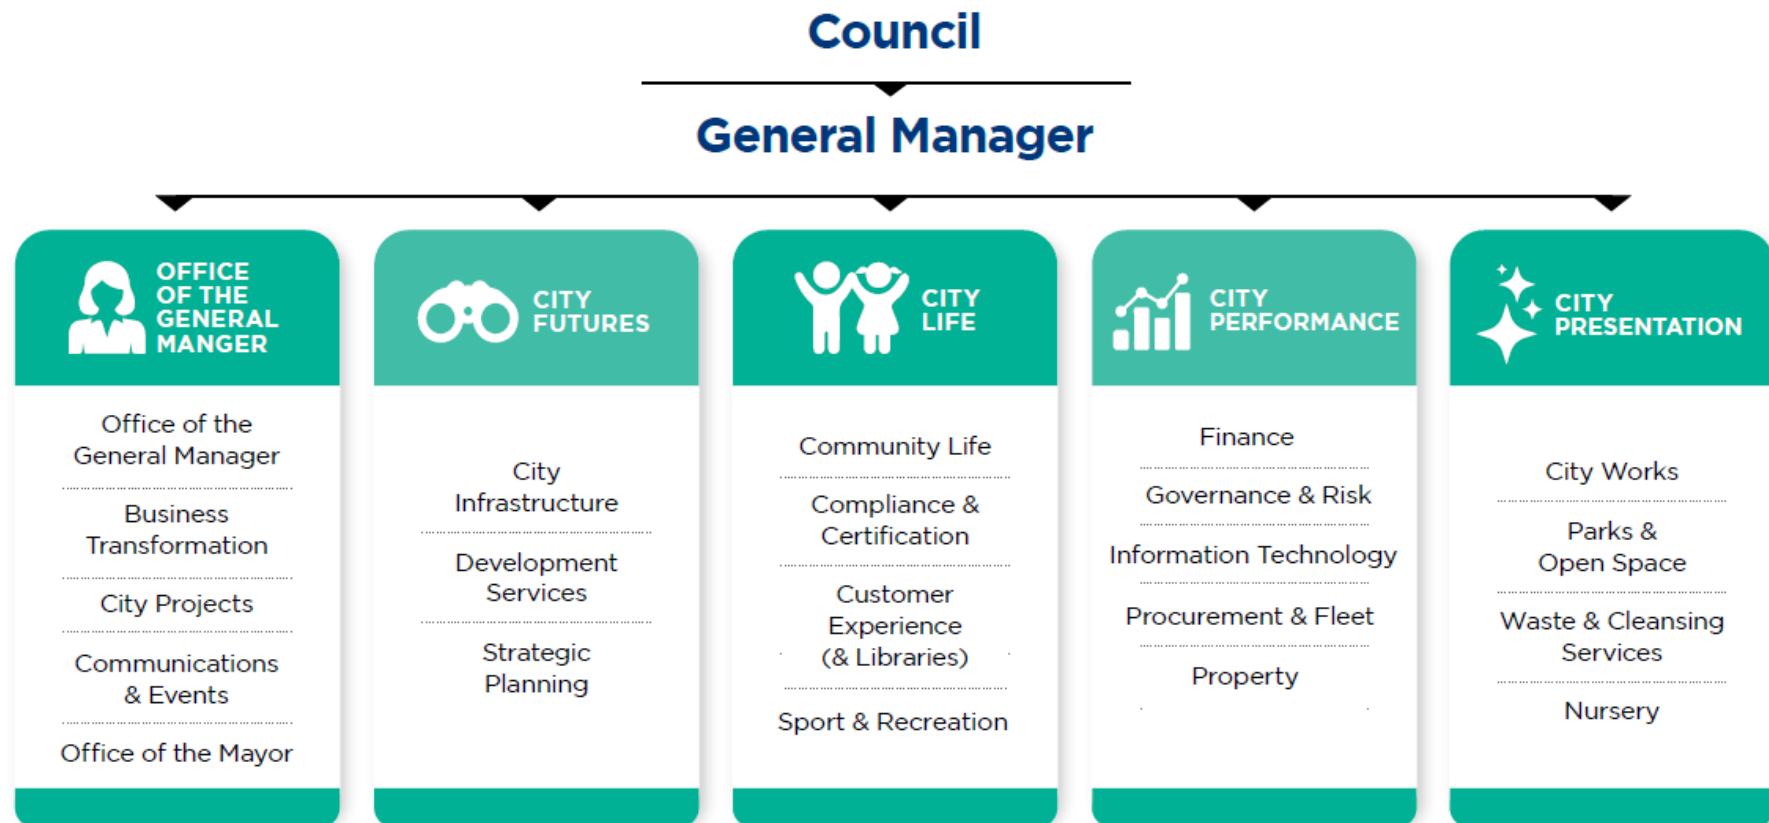 Council
General Manager
OFFICE
OF THE
GENERAL
MANGER
Office of the
General Manager
Business
Transformation
City Projects
Communications
& Events
Office of the Mayor
CITY
FUTURES
City
Infrastructure
Development
Services
Strategic
Planning
CITY
LIFE
Community Life
Compliance &
Certification
Customer
Experience
(& Libraries)
Sport & Recreation
CITY
PERFORMANCE
Finance
Governance & Risk
Information Technology
Procurement & Fleet
Property
CITY
PRESENTATION
City Works
Parks &
Open Space
Waste & Cleansing
Services
Nursery